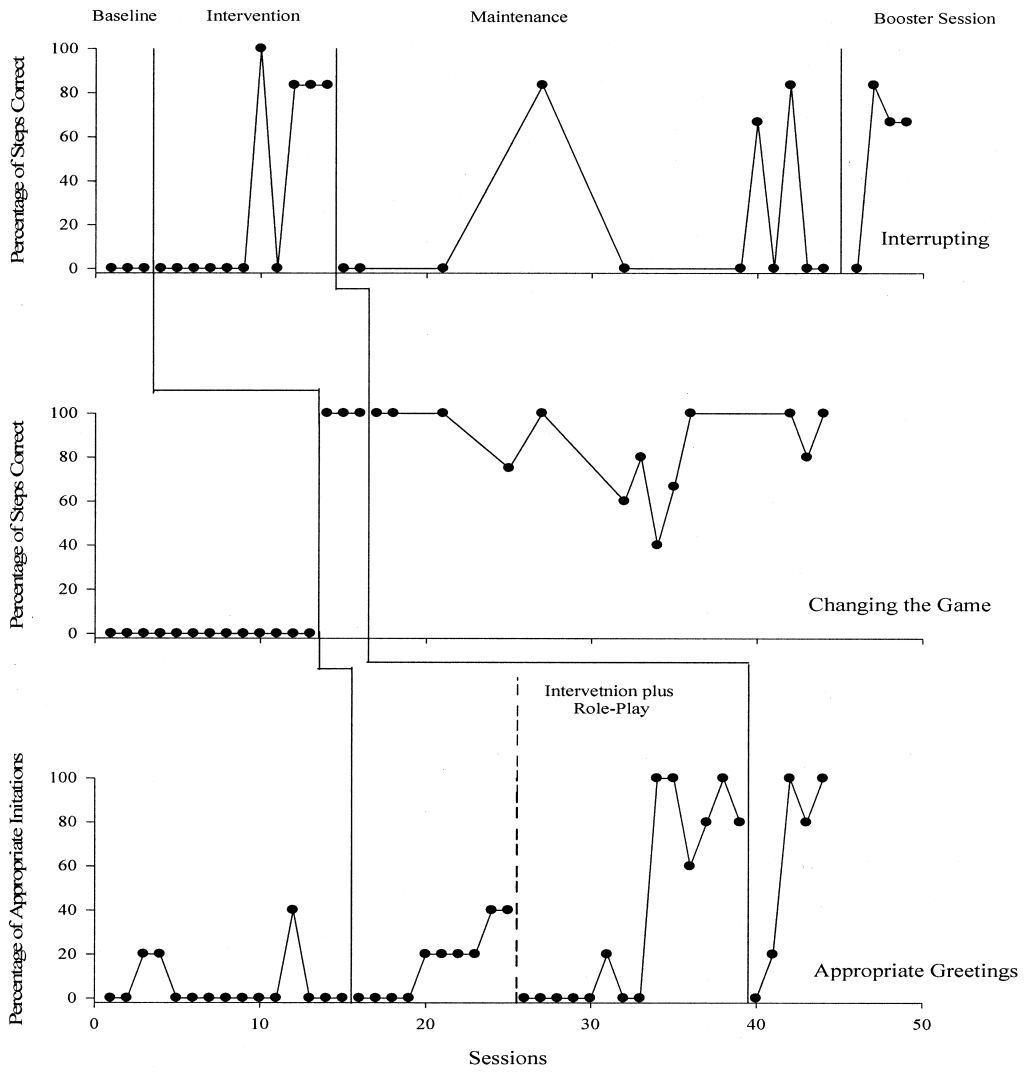 Baseline Intervention Maintenance Booster Session
Percentage of Steps Correct
100
80
60
40
20
0
Interrupting
Percentage of Steps Correct
100
80
60
40
20
0
Changing the Game
Intervetnion plus
Role-Play
Percentage of Appropriate Initations
100
80
60
40
20
0
Appropriate Greetings
0 10 20 30 40 50
Sessions